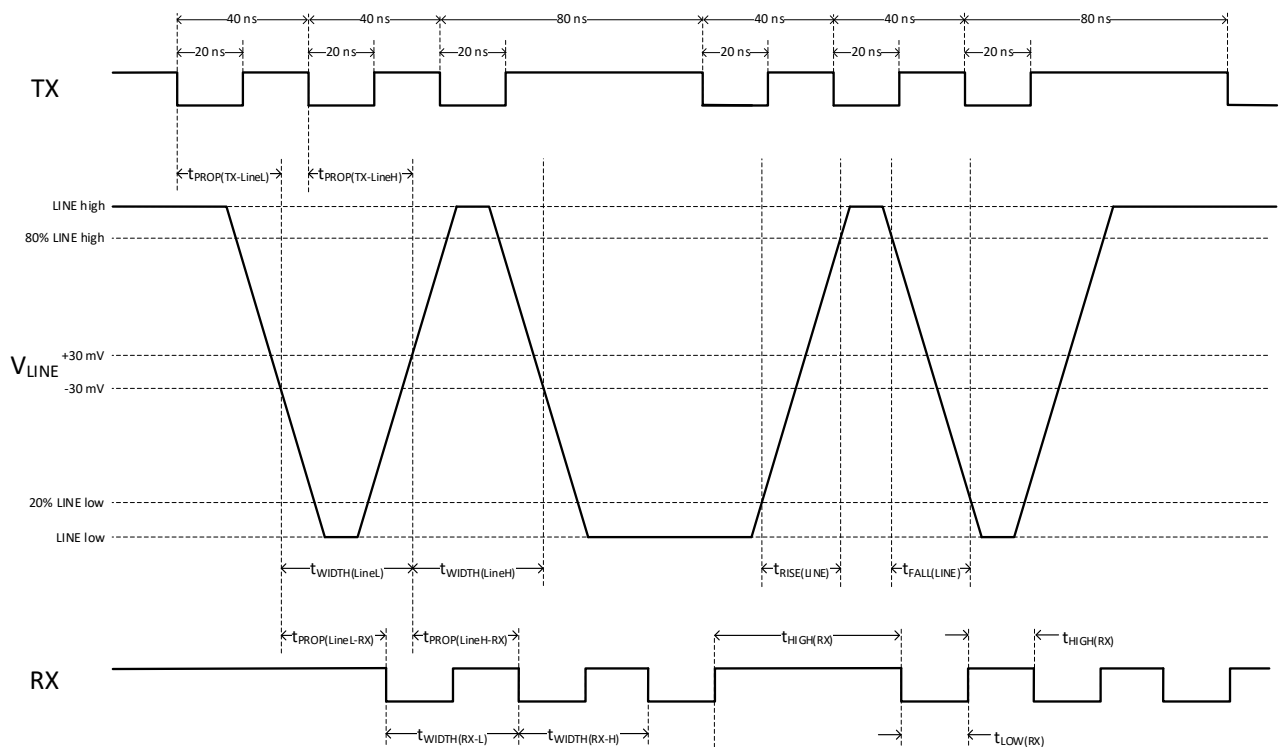 40 ns 40 ns 80 ns 40 ns 40 ns 80 ns
20 ns 20 ns 20 ns 20 ns 20 ns 20 ns
TX
tPROP(TX-LineL) tPROP(TX-LineH)
LINE high
80% LINE high
+30 mV
VLINE
-30 mV
20% LINE low
LINE low
tWIDTH(LineL) tWIDTH(LineH) tRISE(LINE) tFALL(LINE)
tPROP(LineL-RX) tPROP(LineH-RX) tHIGH(RX) tHIGH(RX)
RX
tWIDTH(RX-L) tWIDTH(RX-H) tLOW(RX)